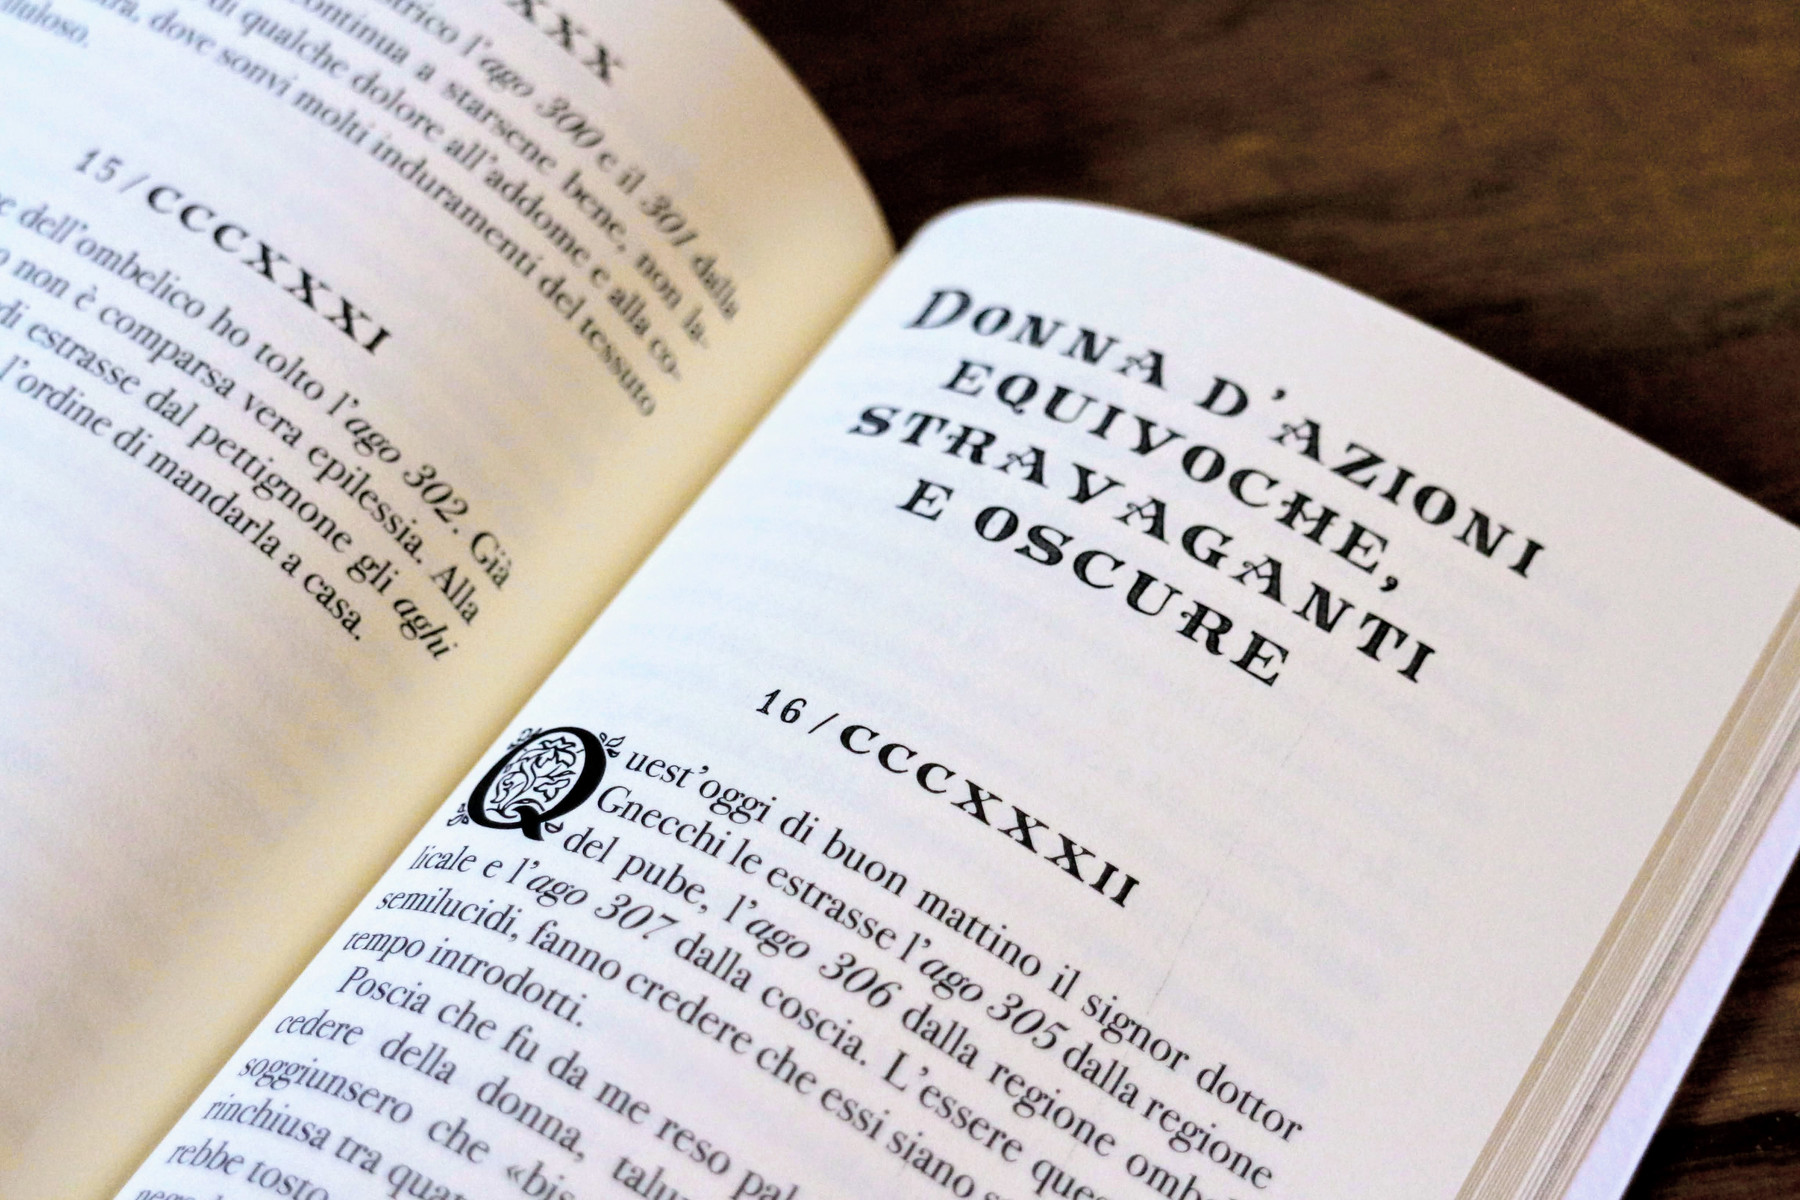 XXX
l'ago 300 e il 301 dalla
continua a starsene bene, non la-
di qualche dolore all'addome e alla co-
dove sonvi molti induramenti del tessuto
15/CCCXXXI
dell'ombelico ho tolto l'ago 302. Già
non è comparsa vera epilessia. Alla
estrasse dal pettignone gli aghi
l'ordine di mandarla a casa.
DONNA D'AZIONI
EQUIVOCHE,
STRAVAGANTI
E OSCURE
16/CCCXXXII
Quest'oggi di buon mattino il signor dottor
Gnecchi le estrasse l'ago 305 dalla regione
del pube, l'ago 306 dalla regione ombe
licale e l'ago 307 dalla coscia. L'essere
semilucidi, fanno credere che essi siano
tempo introdotti.
Poscia che fu da me reso
cedere della donna,
soggiunsero che «bis
rinchiusa tra
rebbe tosto